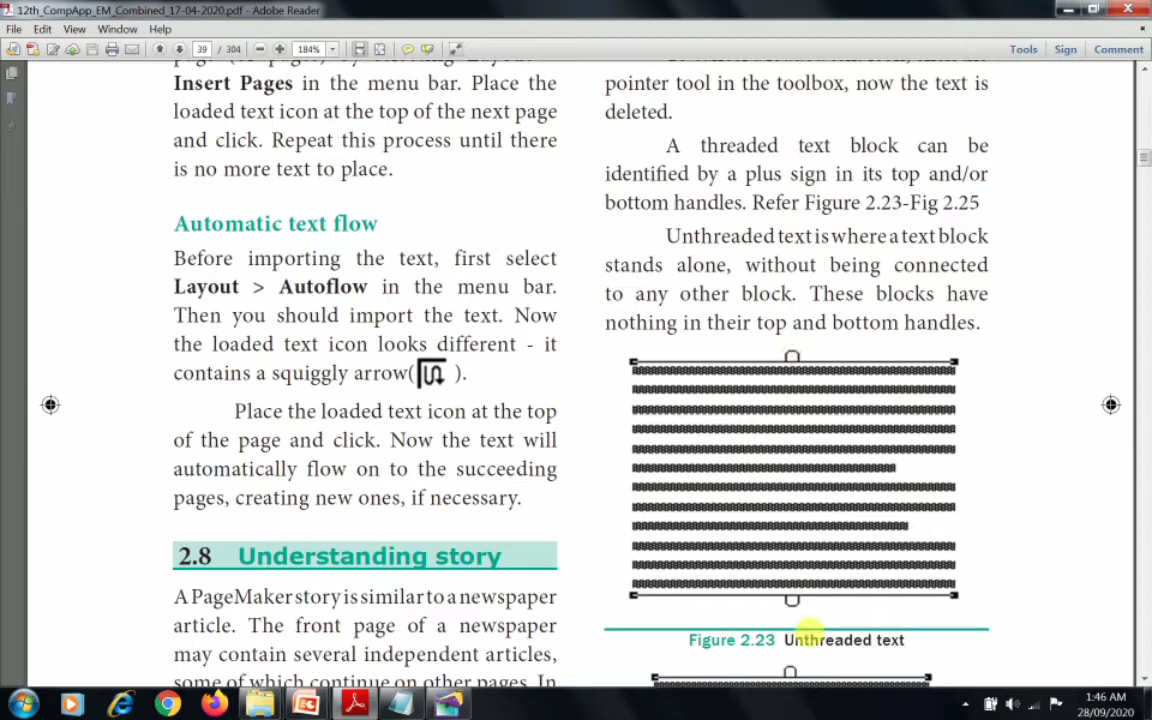 12th_CompApp_EM_Combined_17-04-2020.pdf - Adobe Reader
File Edit View Window Help
39 / 304 184% Tools Sign Comment
Insert Pages in the menu bar. Place the
loaded text icon at the top of the next page
and click. Repeat this process until there
is no more text to place.
Automatic text flow
Before importing the text, first select
Layout > Autoflow in the menu bar.
Then you should import the text. Now
the loaded text icon looks different - it
contains a squiggly arrow( ).
Place the loaded text icon at the top
of the page and click. Now the text will
automatically flow on to the succeeding
pages, creating new ones, if necessary.
2.8 Understanding story
A PageMaker story is similar to a newspaper
article. The front page of a newspaper
may contain several independent articles,
some of which continue on other pages. In
pointer tool in the toolbox, now the text is
deleted.
A threaded text block can be
identified by a plus sign in its top and/or
bottom handles. Refer Figure 2.23-Fig 2.25
Unthreaded text is where a text block
stands alone, without being connected
to any other block. These blocks have
nothing in their top and bottom handles.
Figure 2.23 Unthreaded text
1:46 AM
28/09/2020